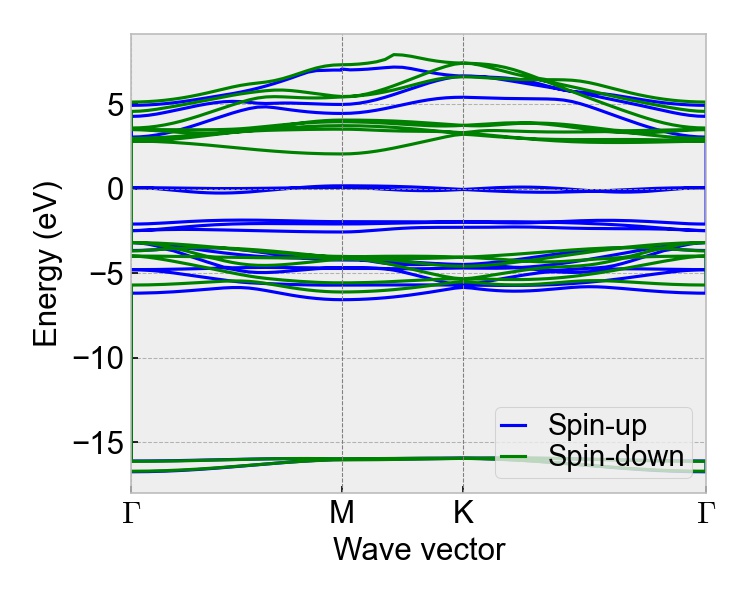 Energy (eV)
5
0
−5
−10
−15
Spin-up
Spin-down
Γ M K Γ
Wave vector